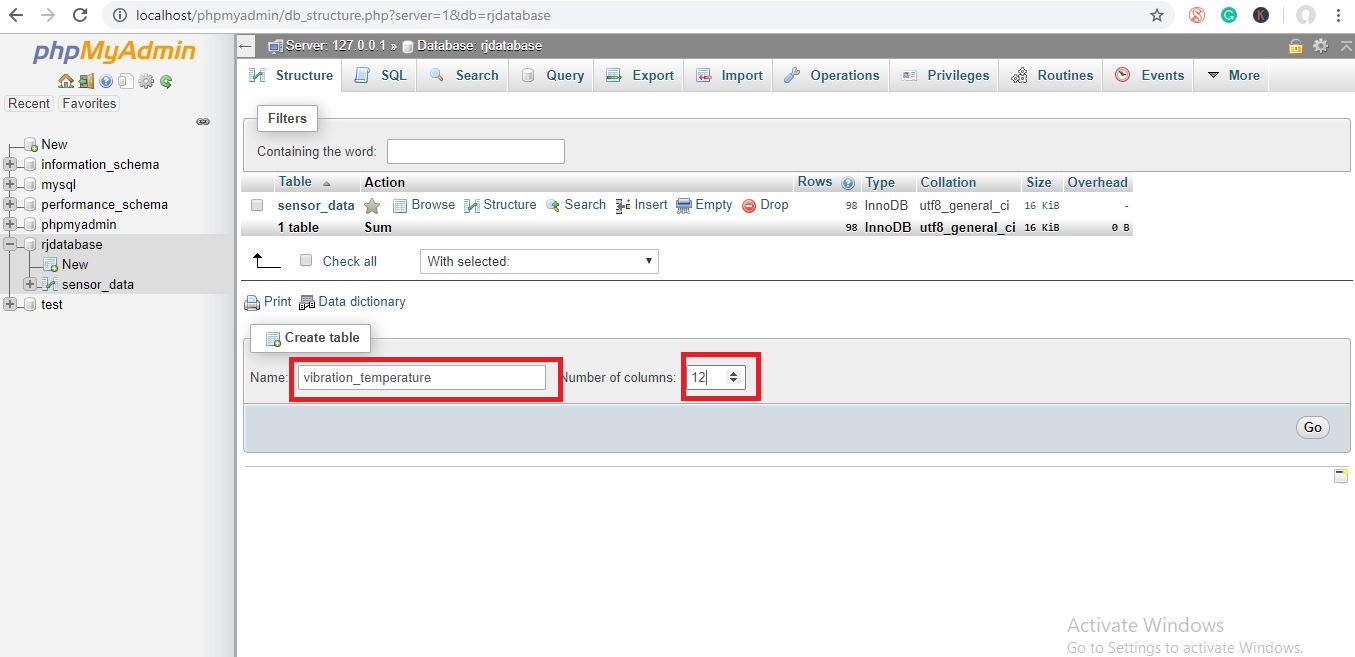 localhost/phpmyadmin/db_structure.php?server=1&db=rjdatabase
K
phpMyAdmin
Recent Favorites
New
information_schema
mysql
performance_schema
phpmyadmin
rjdatabase
New
sensor_data
test
Server: 127.0.0.1 » Database: rjdatabase
Structure SQL Search Query Export Import Operations Privileges Routines Events More
Filters
Containing the word:
Table Action Rows Type Collation Size Overhead
sensor_data Browse Structure Search Insert Empty Drop 98 InnoDB utf8_general_ci 16 KiB -
1 table Sum 98 InnoDB utf8_general_ci 16 KiB 0 B
Check all With selected:
Print Data dictionary
Create table
Name: vibration_temperature Number of columns: 12
Go
Activate Windows
Go to Settings to activate Windows.